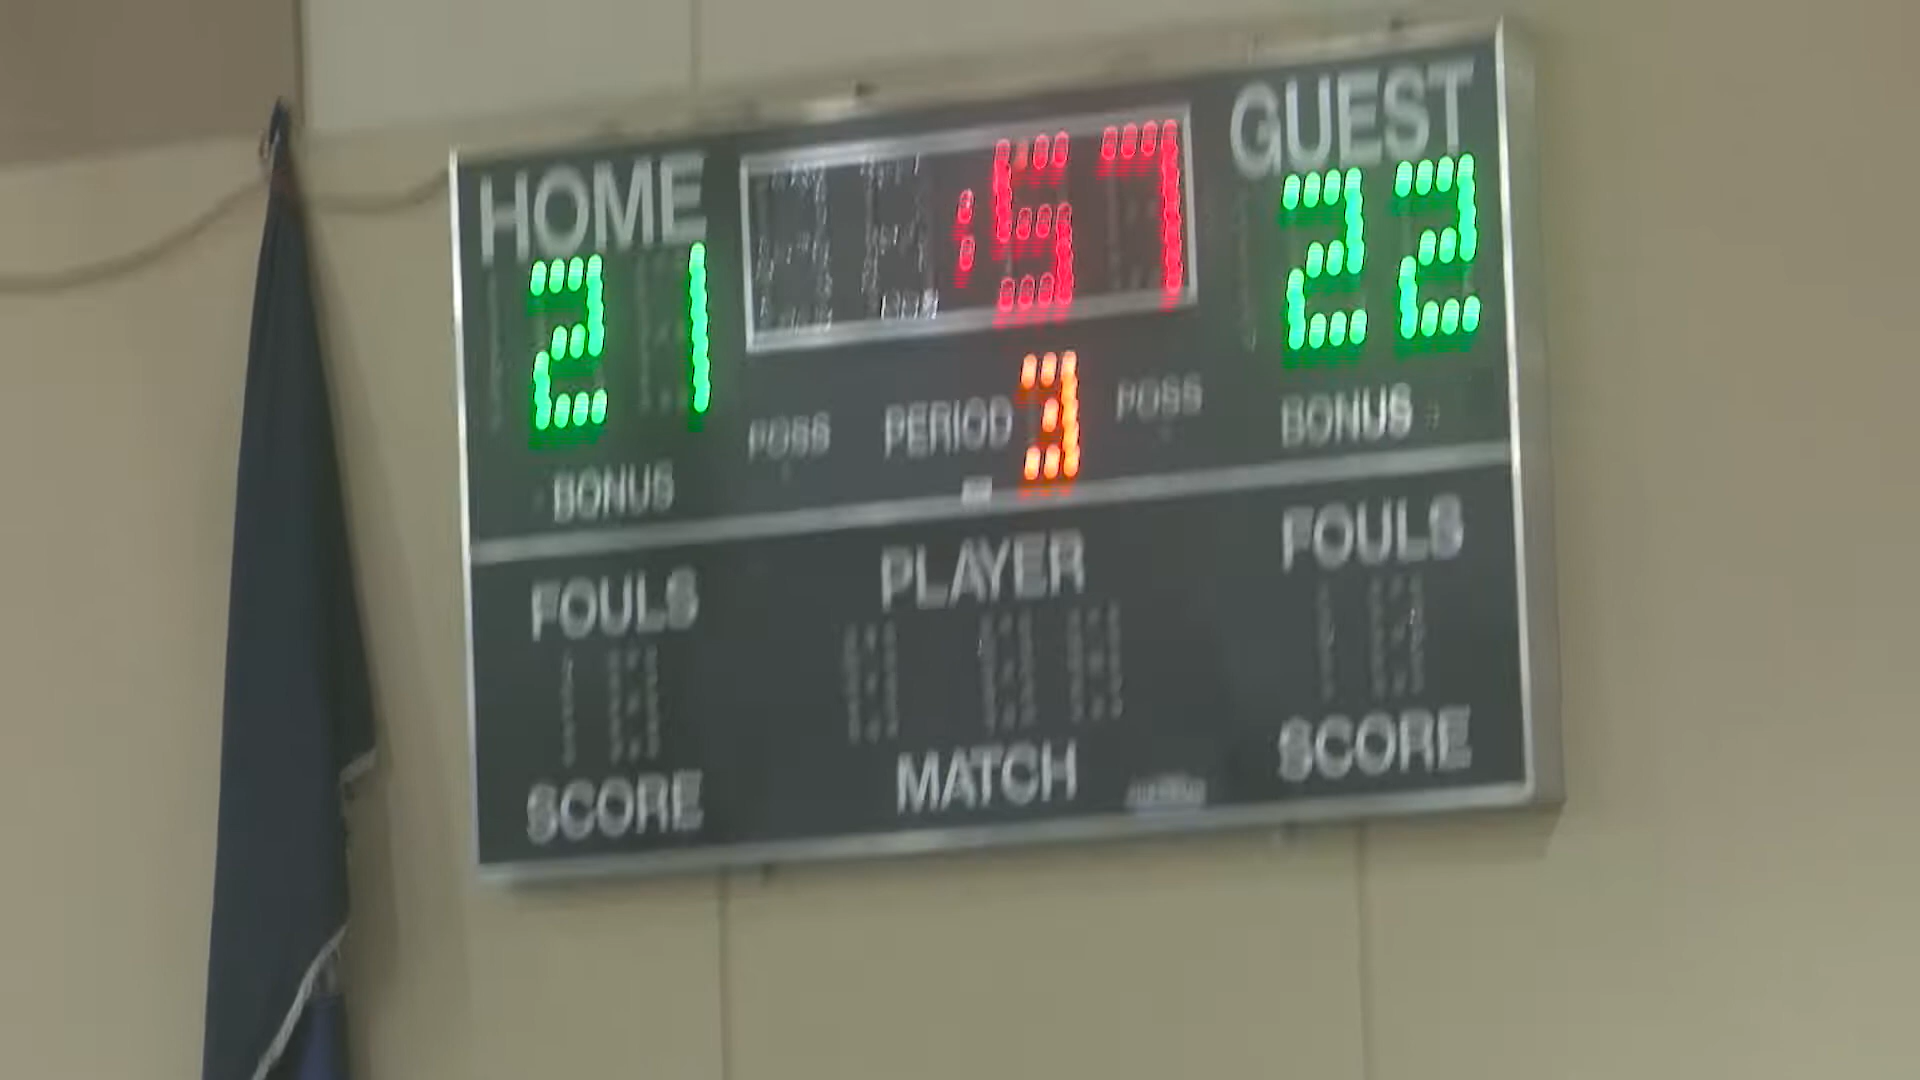 HOME :57 GUEST
21 22
POSS PERIOD 3 POSS
BONUS BONUS
FOULS PLAYER FOULS
SCORE MATCH SCORE